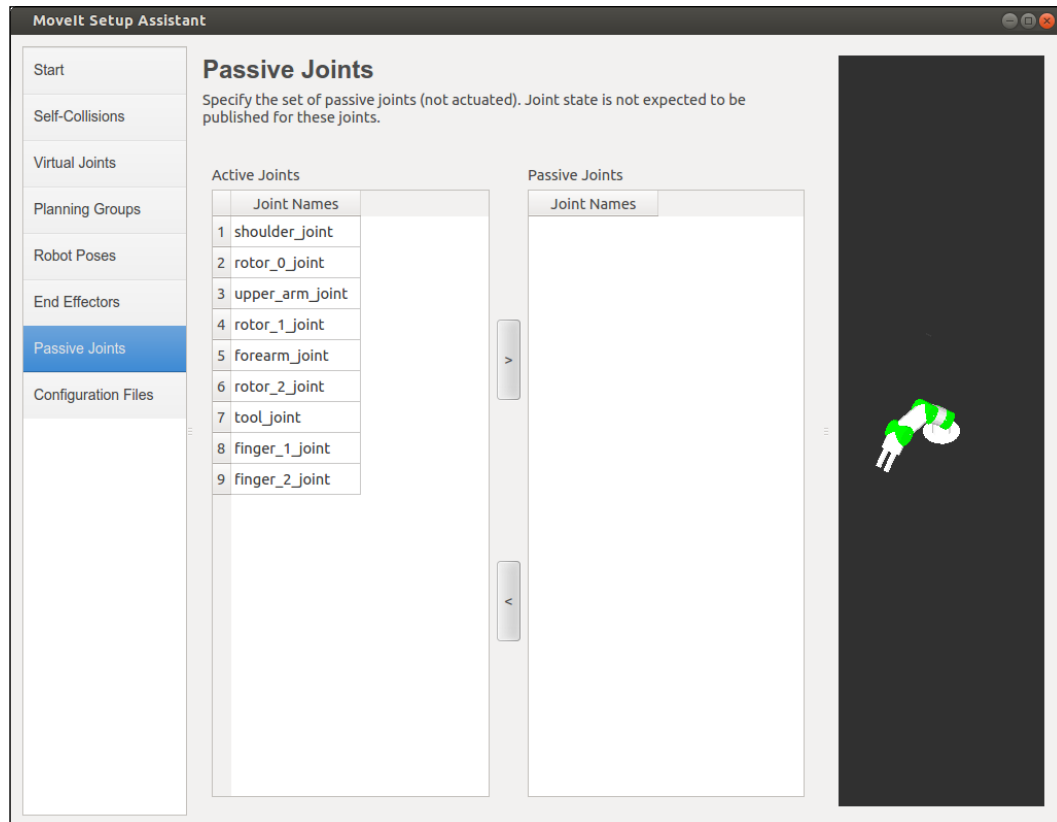 MoveIt Setup Assistant
Start
Self-Collisions
Virtual Joints
Planning Groups
Robot Poses
End Effectors
Passive Joints
Configuration Files
Passive Joints
Specify the set of passive joints (not actuated). Joint state is not expected to be
published for these joints.
Active Joints
Joint Names
1 shoulder_joint
2 rotor_0_joint
3 upper_arm_joint
4 rotor_1_joint
5 forearm_joint
6 rotor_2_joint
7 tool_joint
8 finger_1_joint
9 finger_2_joint
>
<
Passive Joints
Joint Names